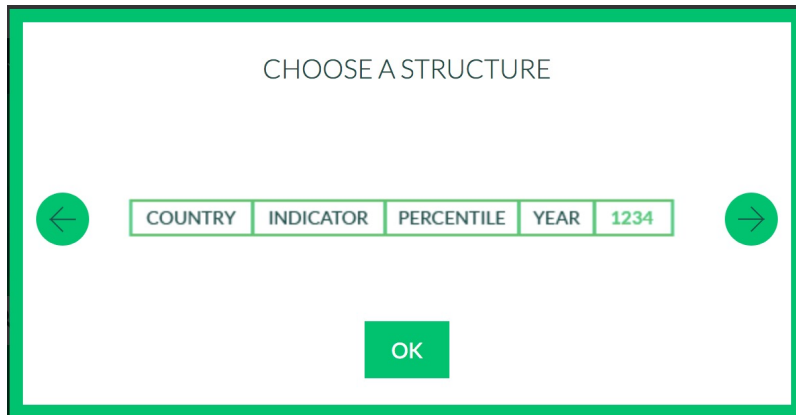 CHOOSE A STRUCTURE
COUNTRY INDICATOR PERCENTILE YEAR 1234
OK